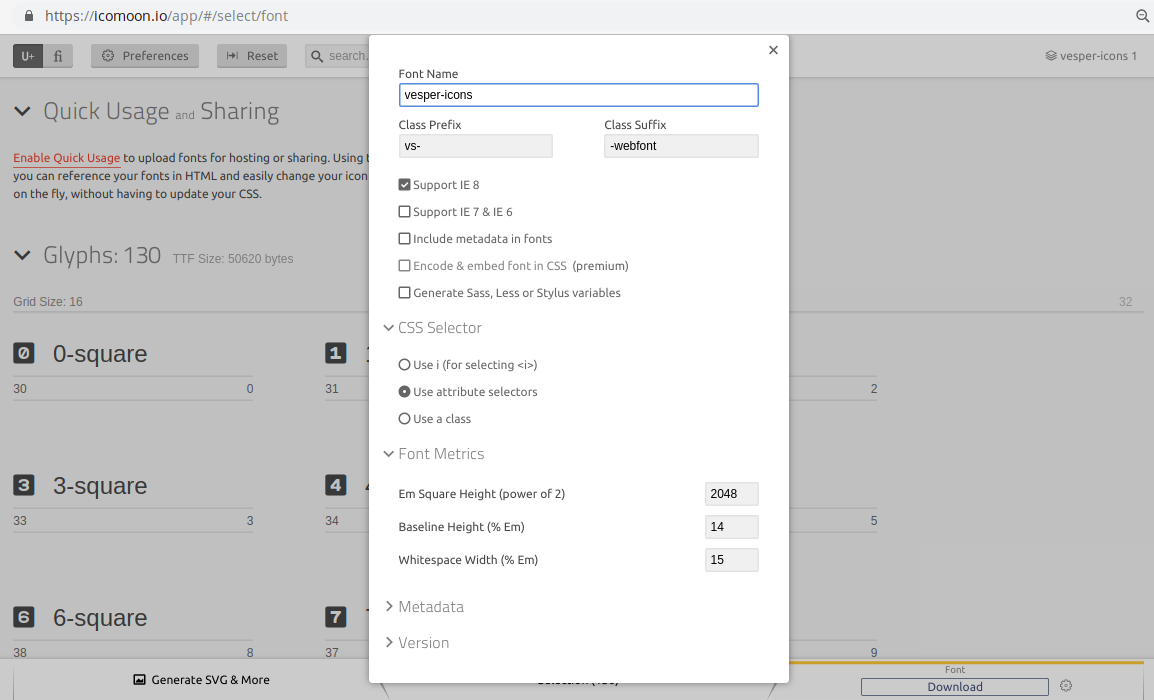 https://icomoon.io/app/#/select/font
U+ fi Preferences Reset search. vesper-icons 1
Quick Usage and Sharing
Enable Quick Usage to upload fonts for hosting or sharing. Using
you can reference your fonts in HTML and easily change your icon
on the fly, without having to update your CSS.
Glyphs: 130 TTF Size: 50620 bytes
Grid Size: 16 32
0 0-square 1
30 0 31 2
3 3-square 4
33 3 34 5
6 6-square 7
38 8 37 9
Generate SVG & More
Font
Download
Font Name
vesper-icons
Class Prefix Class Suffix
vs- -webfont
Support IE 8
Support IE 7 & IE 6
Include metadata in fonts
Encode & embed font in CSS (premium)
Generate Sass, Less or Stylus variables
CSS Selector
Use i (for selecting <i>)
Use attribute selectors
Use a class
Font Metrics
Em Square Height (power of 2) 2048
Baseline Height (% Em) 14
Whitespace Width (% Em) 15
Metadata
Version